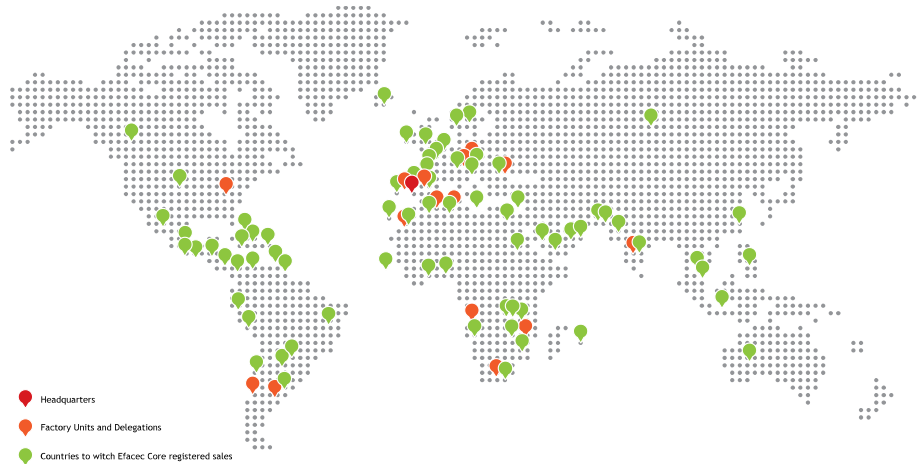 Headquarters
Factory Units and Delegations
Countries to witch Efacec Core registered sales